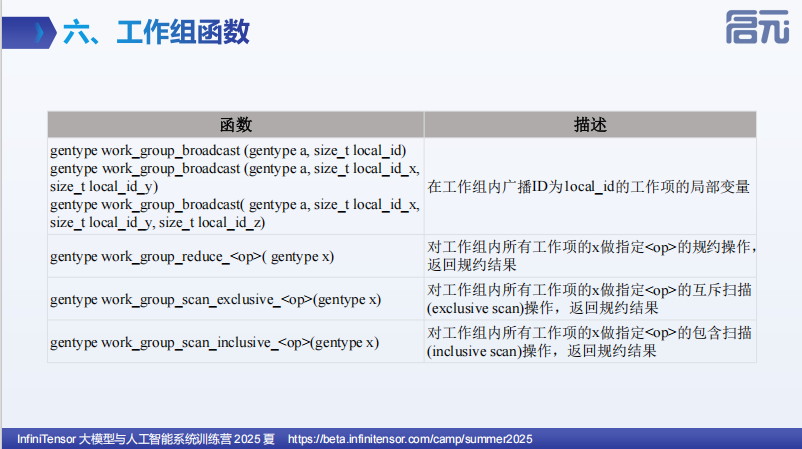 六、工作组函数
启元
函数
描述
gentype work_group_broadcast (gentype a, size_t local_id)
gentype work_group_broadcast (gentype a, size_t local_id_x,
size_t local_id_y)
gentype work_group_broadcast( gentype a, size_t local_id_x,
size_t local_id_y, size_t local_id_z)
在工作组内广播ID为local_id的工作项的局部变量
gentype work_group_reduce_<op>( gentype x)
对工作组内所有工作项的x做指定<op>的规约操作，
返回规约结果
gentype work_group_scan_exclusive_<op>(gentype x)
对工作组内所有工作项的x做指定<op>的互斥扫描
(exclusive scan)操作，返回规约结果
gentype work_group_scan_inclusive_<op>(gentype x)
对工作组内所有工作项的x做指定<op>的包含扫描
(inclusive scan)操作，返回规约结果
InfiniTensor 大模型与人工智能系统训练营 2025 夏 https://beta.infinitensor.com/camp/summer2025